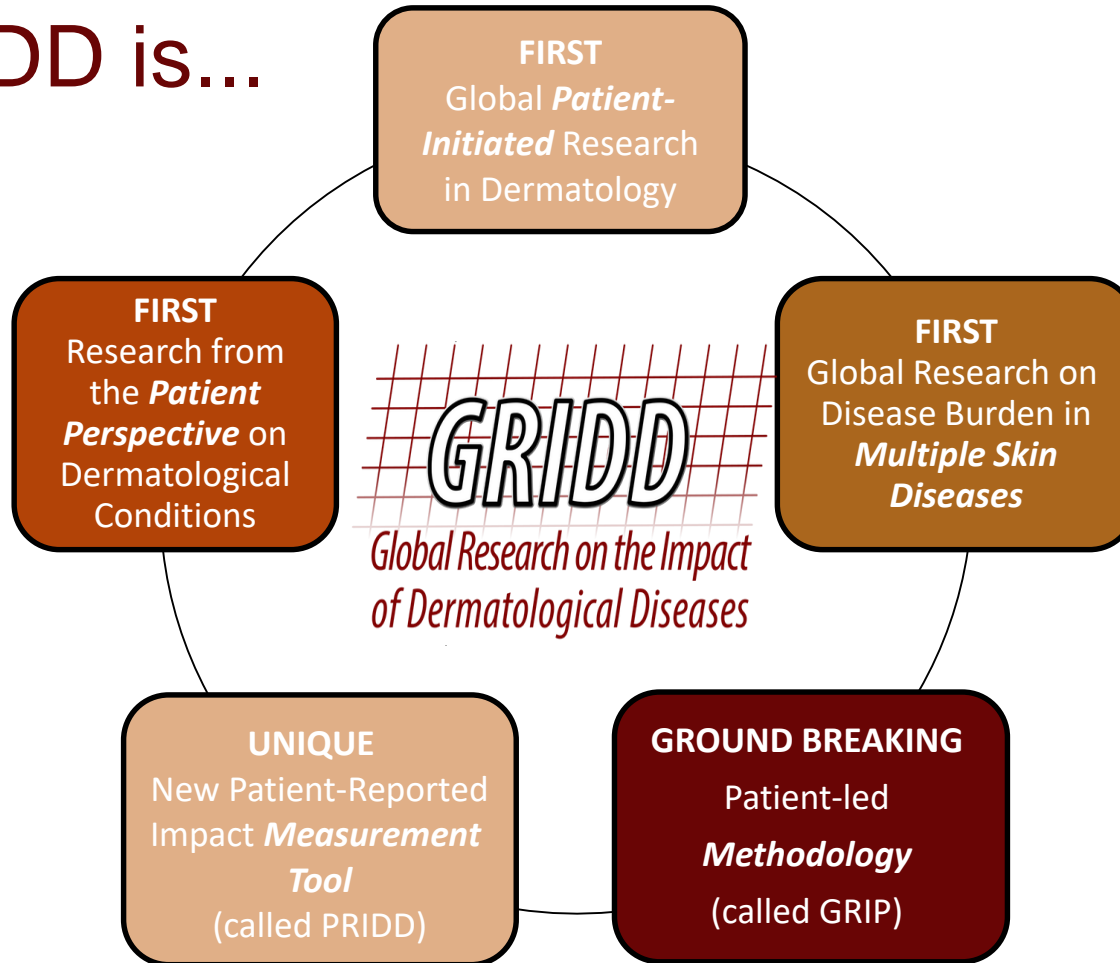 DD is...
FIRST
Global Patient-
Initiated Research
in Dermatology
FIRST
Global Research on
Disease Burden in
Multiple Skin
Diseases
GROUND BREAKING
Patient-led
Methodology
(called GRIP)
UNIQUE
New Patient-Reported
Impact Measurement
Tool
(called PRIDD)
FIRST
Research from
the Patient
Perspective on
Dermatological
Conditions
GRIDD
Global Research on the Impact
of Dermatological Diseases